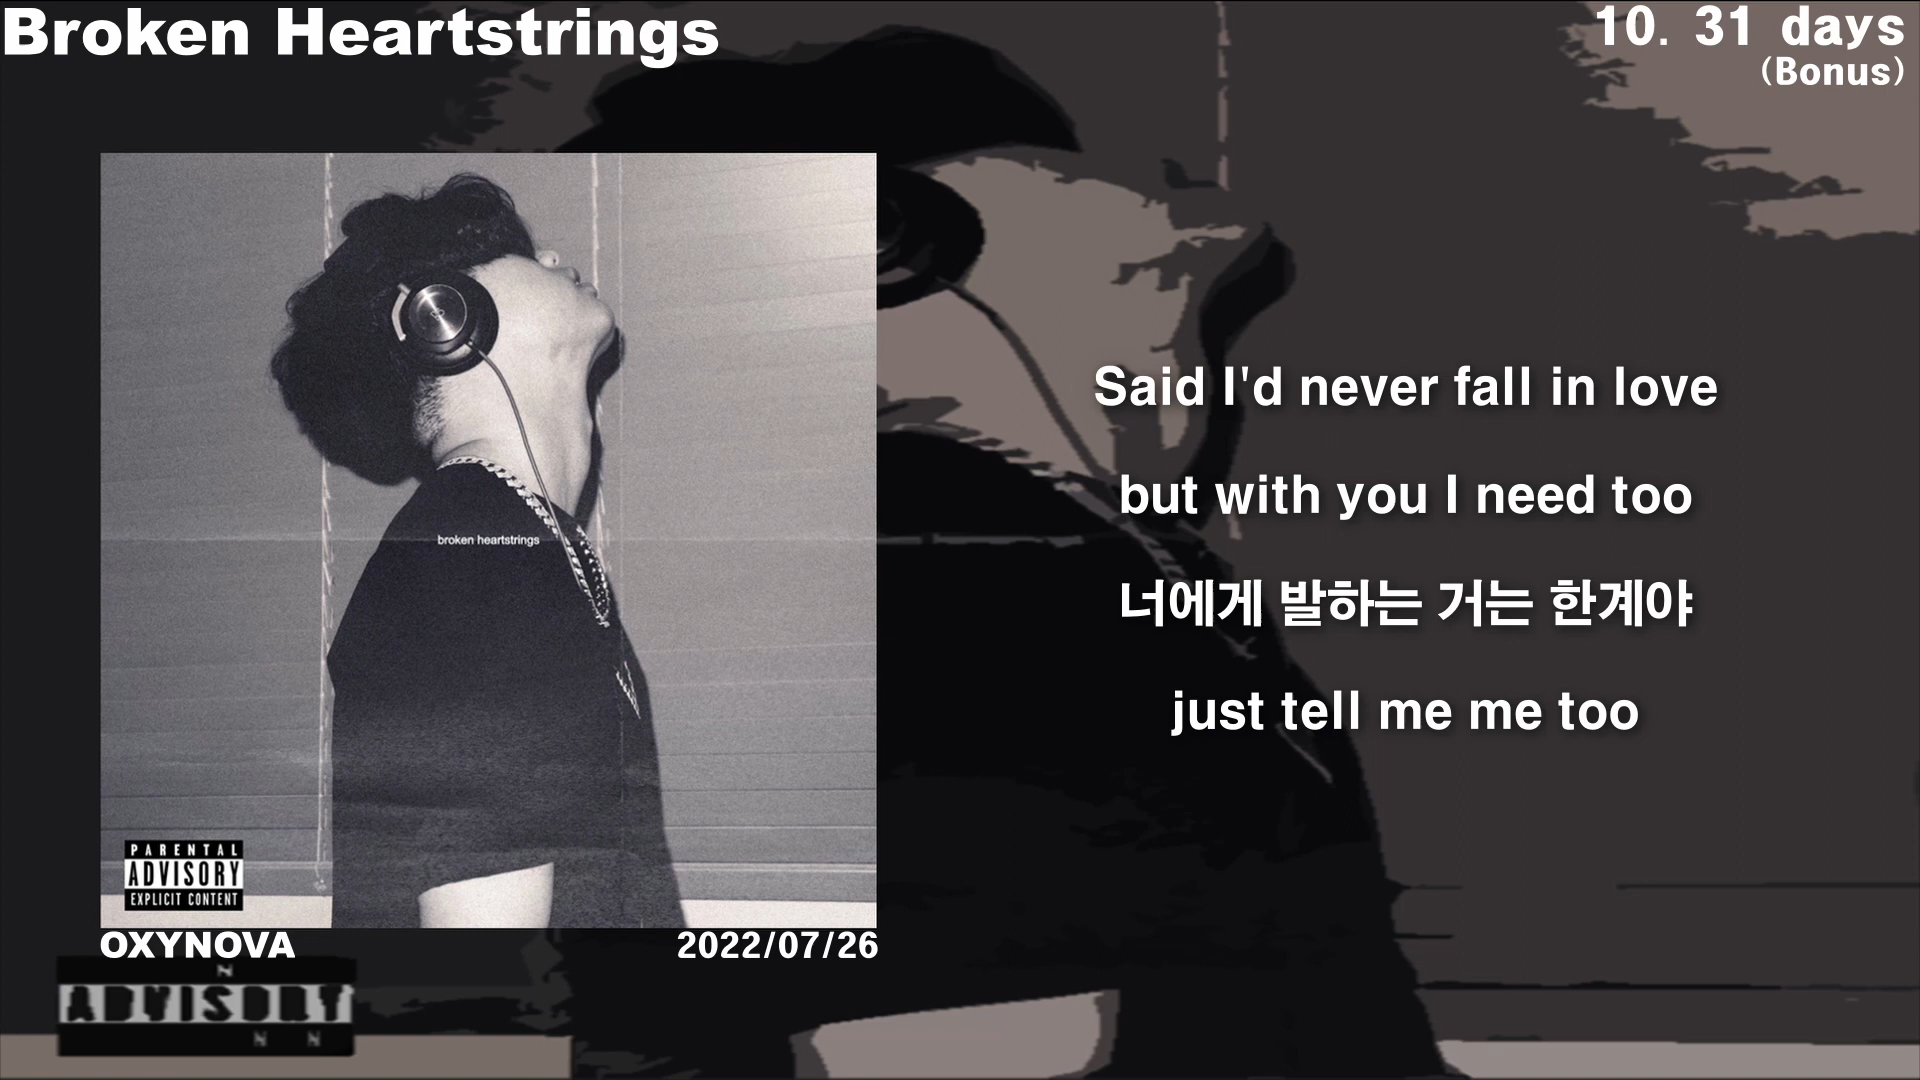 Broken Heartstrings
10. 31 days
(Bonus)
broken heartstrings
PARENTAL
ADVISORY
EXPLICIT CONTENT
OXYNOVA
2022/07/26
Said I'd never fall in love
but with you I need too
너에게 발하는 거는 한계야
just tell me me too
N
ADVISORY
N N